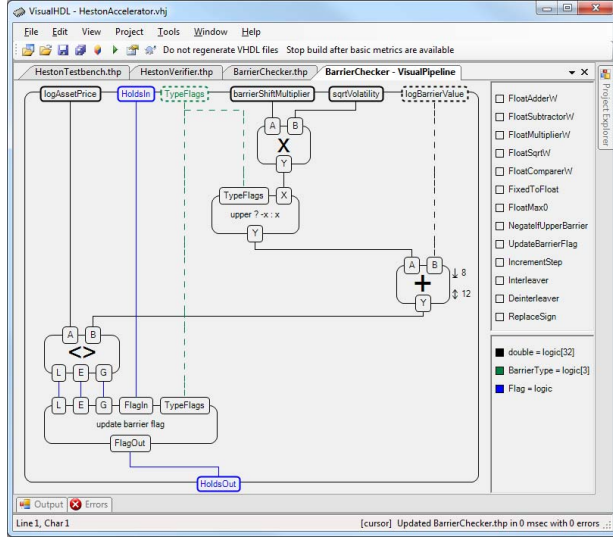 VisualHDL - HestonAccelerator.vhj
File Edit View Project Tools Window Help
Do not regenerate VHDL files Stop build after basic metrics are available
HestonTestbench.thp HestonVerifier.thp BarrierChecker.thp BarrierChecker - VisualPipeline
Project Explorer
logAssetPrice HoldsIn TypeFlags barrierShiftMultiplier sqrtVolatility logBarrierValue
A B
X
Y
TypeFlags X
upper ? -x : x
Y
A B
+
Y
8
12
A B
<>
L E G
L E G FlagIn TypeFlags
update barrier flag
FlagOut
HoldsOut
FloatAdderW
FloatSubtractorW
FloatMultiplierW
FloatSqrtW
FloatComparerW
FixedToFloat
FloatMax0
NegateIfUpperBarrier
UpdateBarrierFlag
IncrementStep
Interleaver
Deinterleaver
ReplaceSign
double = logic[32]
BarrierType = logic[3]
Flag = logic
Output Errors
Line 1, Char 1 [cursor] Updated BarrierChecker.thp in 0 msec with 0 errors